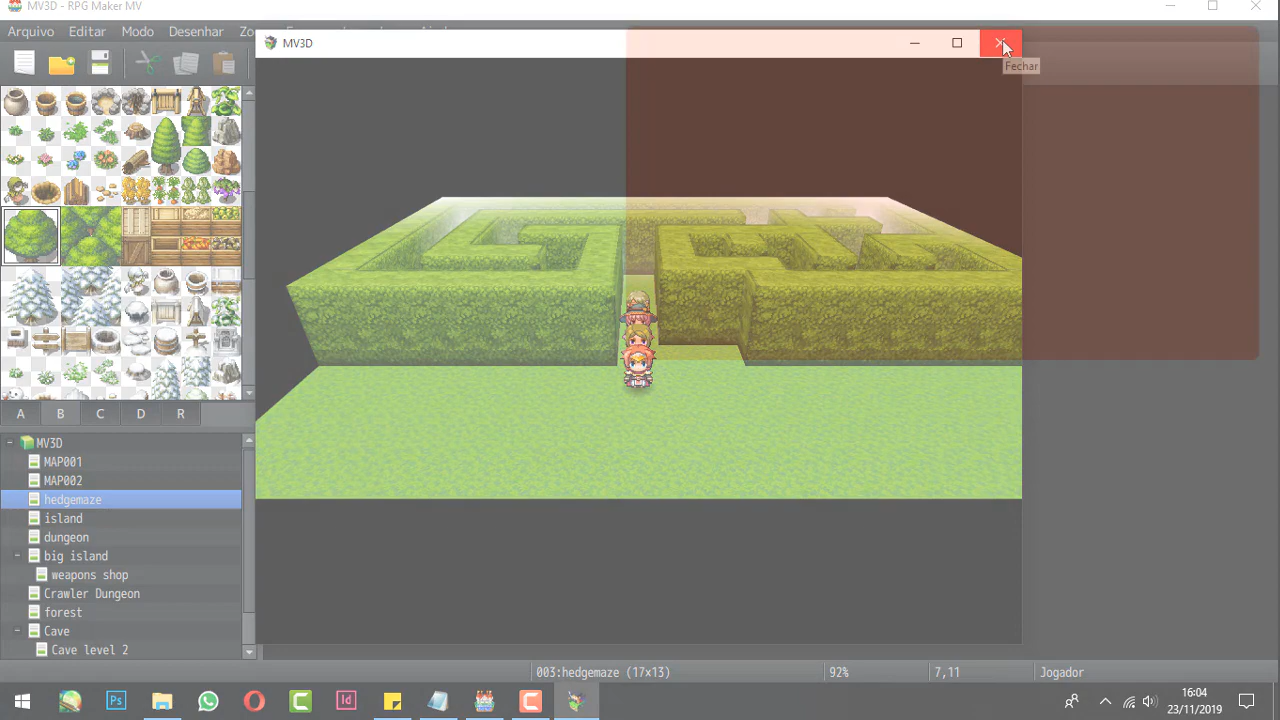 MV3D - RPG Maker MV
Arquivo Editar Modo Desenhar
MV3D
Fechar
A B C D R
MV3D
MAP001
MAP002
hedgemaze
island
dungeon
big island
weapons shop
Crawler Dungeon
forest
Cave
Cave level 2
003:hedgemaze (17x13) 92% 7,11 Jogador
Ps Id C
16:04
23/11/2019